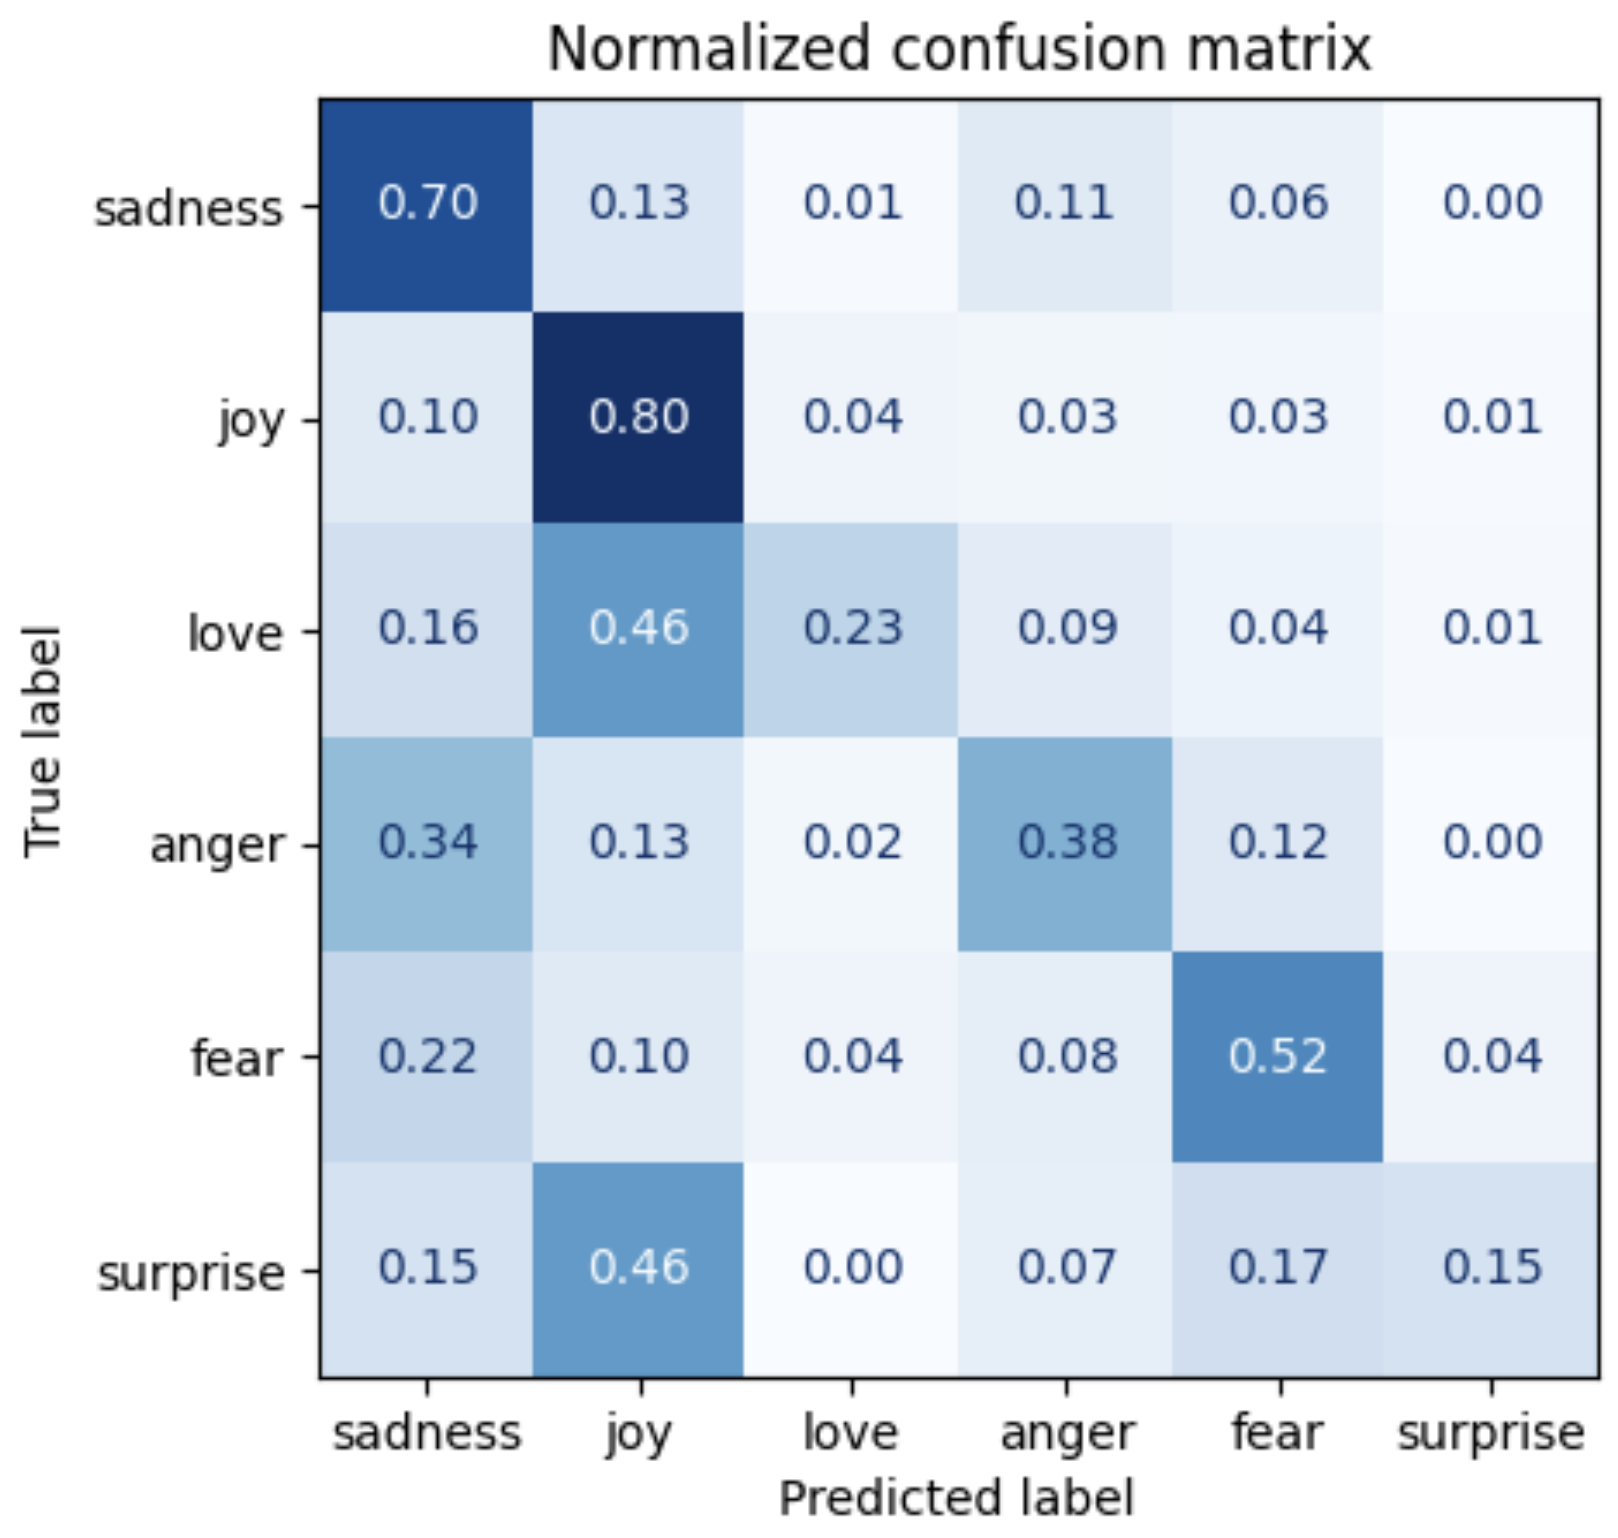 Normalized confusion matrix
sadness 0.70 0.13 0.01 0.11 0.06 0.00
joy 0.10 0.80 0.04 0.03 0.03 0.01
love 0.16 0.46 0.23 0.09 0.04 0.01
anger 0.34 0.13 0.02 0.38 0.12 0.00
fear 0.22 0.10 0.04 0.08 0.52 0.04
surprise 0.15 0.46 0.00 0.07 0.17 0.15
True label
sadness joy love anger fear surprise
Predicted label